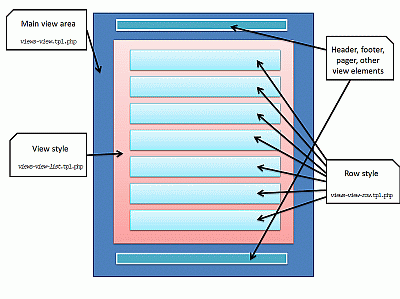 Main view area
views-view.tpl.php
Header, footer,
pager, other
view elements
View style
views-view-list.tpl.php
Row style
views-view-row.tpl.php